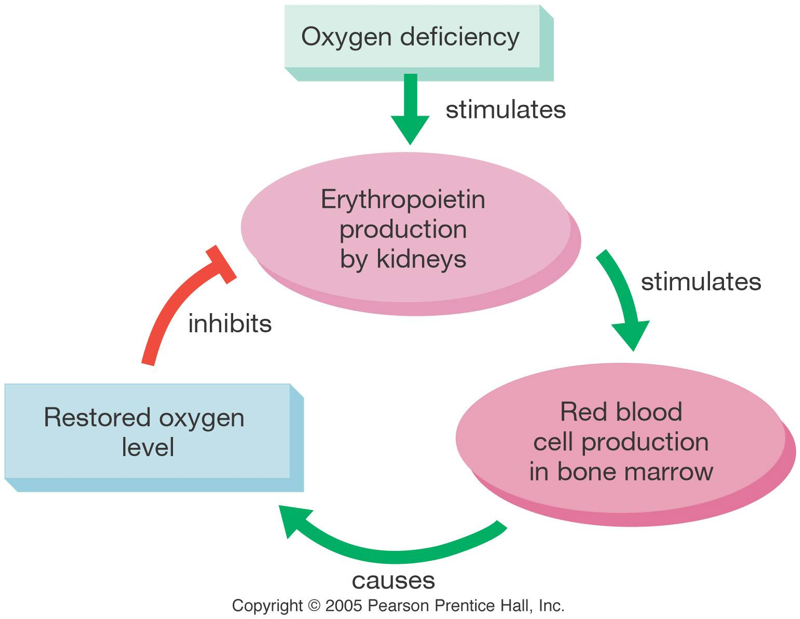 Oxygen deficiency
stimulates
Erythropoietin
production
by kidneys
stimulates
inhibits
Red blood
cell production
in bone marrow
Restored oxygen
level
causes
Copyright © 2005 Pearson Prentice Hall, Inc.